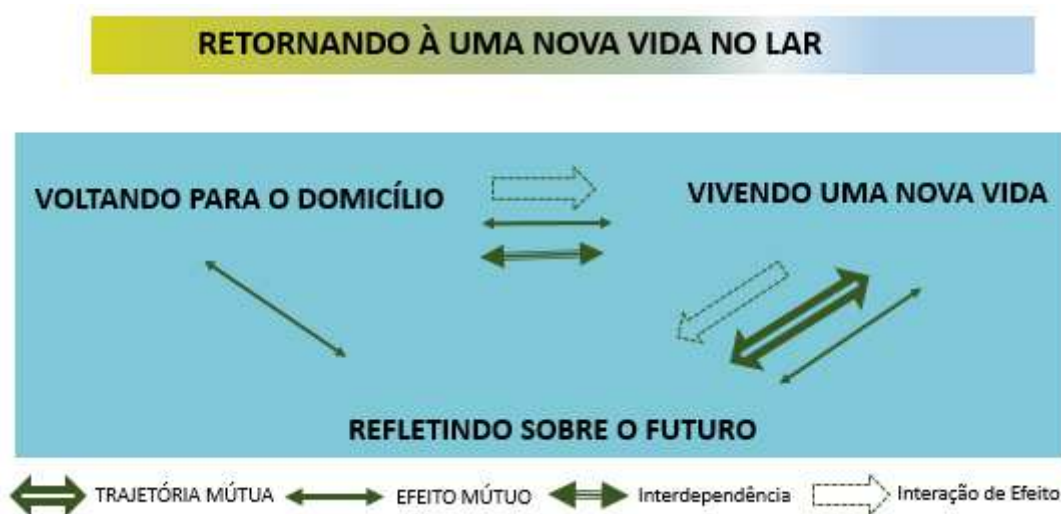 RETORNANDO À UMA NOVA VIDA NO LAR
VOLTANDO PARA O DOMICÍLIO
VIVENDO UMA NOVA VIDA
REFLETINDO SOBRE O FUTURO
TRAJETÓRIA MÚTUA EFEITO MÚTUO Interdependência Interação de Efeito